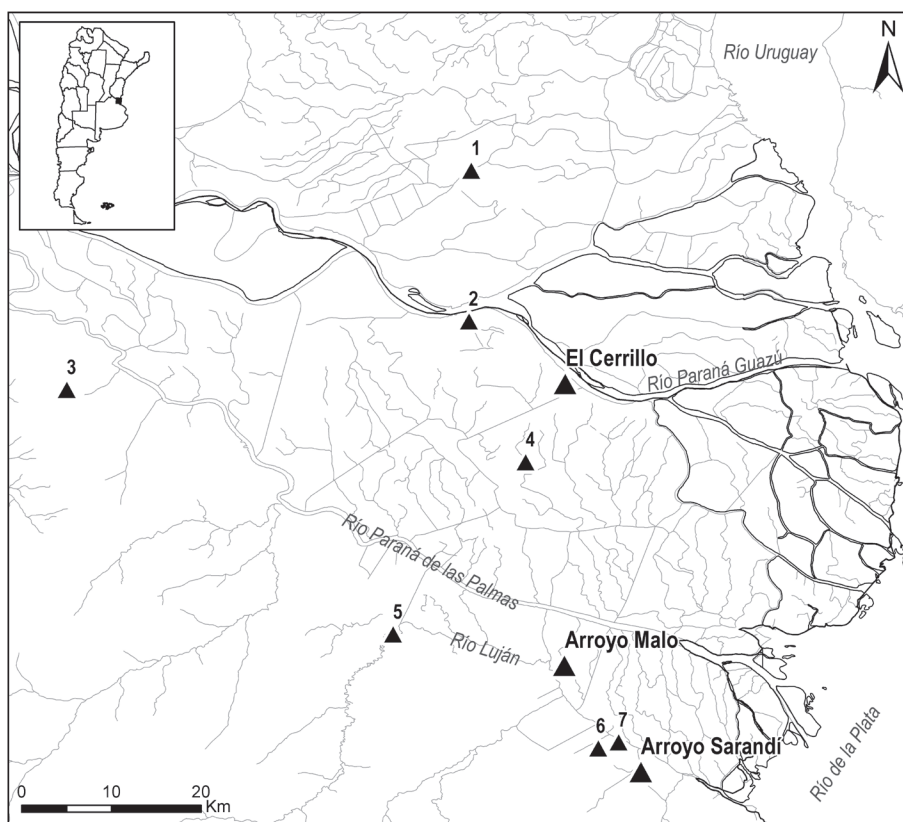 N
Río Uruguay
1
2
El Cerrillo
Río Paraná Guazú
3
4
Río Paraná de las Palmas
5
Río Luján
Arroyo Malo
6
7
Arroyo Sarandí
Río de la Plata
0 10 20
Km